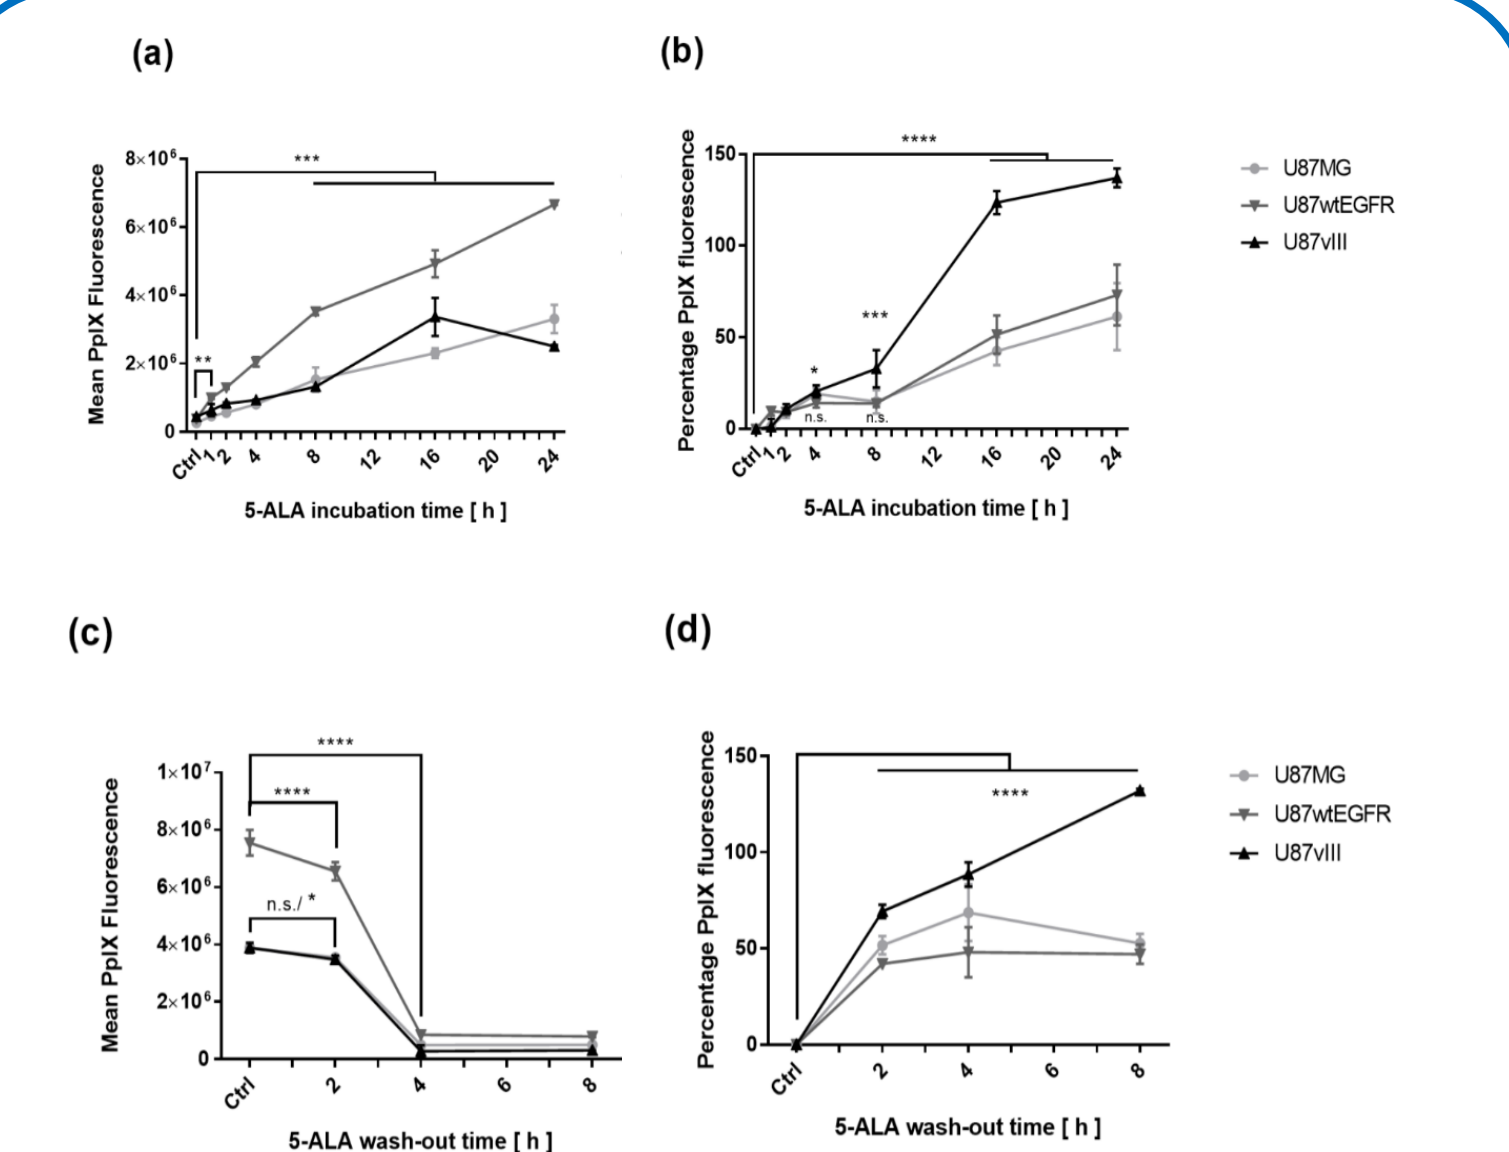 (a)
Mean PpIX Fluorescence
8×10⁶
6×10⁶
4×10⁶
2×10⁶
0
***
**
Ctrl 1 2 4 8 12 16 20 24
5-ALA incubation time [ h ]
(b)
Percentage PpIX fluorescence
150
100
50
0
****
***
*
n.s.
n.s.
Ctrl 1 2 4 8 12 16 20 24
5-ALA incubation time [ h ]
U87MG
U87wtEGFR
U87vIII
(c)
Mean PpIX Fluorescence
1×10⁷
8×10⁶
6×10⁶
4×10⁶
2×10⁶
0
****
****
n.s./ *
Ctrl 2 4 6 8
5-ALA wash-out time [ h ]
(d)
Percentage PpIX fluorescence
150
100
50
0
****
Ctrl 2 4 6 8
5-ALA wash-out time [ h ]
U87MG
U87wtEGFR
U87vIII